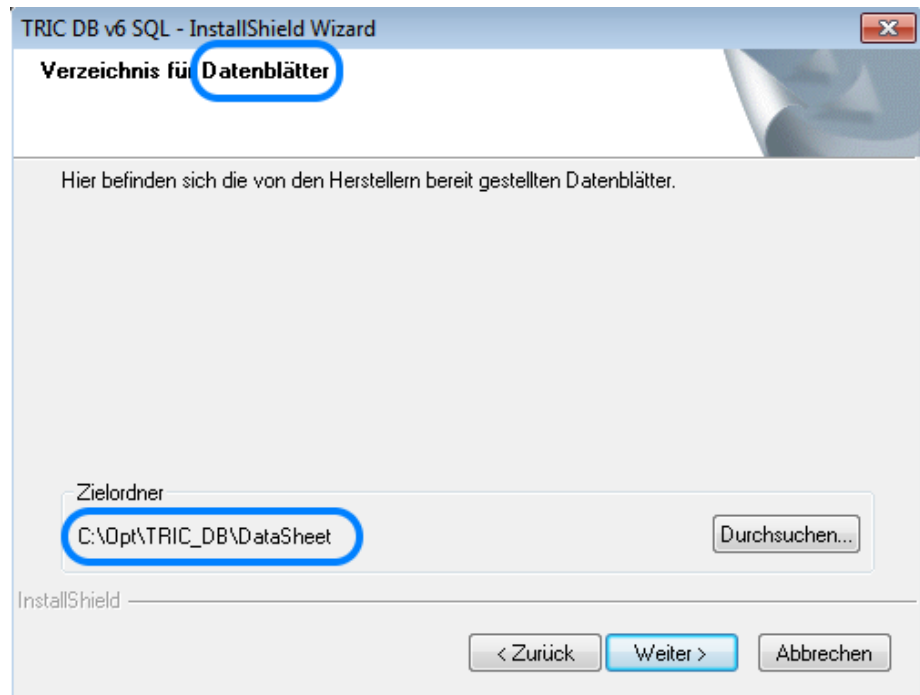 TRIC DB v6 SQL - InstallShield Wizard
Verzeichnis für Datenblätter
Hier befinden sich die von den Herstellern bereit gestellten Datenblätter.
Zielordner
C:\Opt\TRIC_DB\DataSheet
Durchsuchen...
InstallShield
< Zurück
Weiter >
Abbrechen